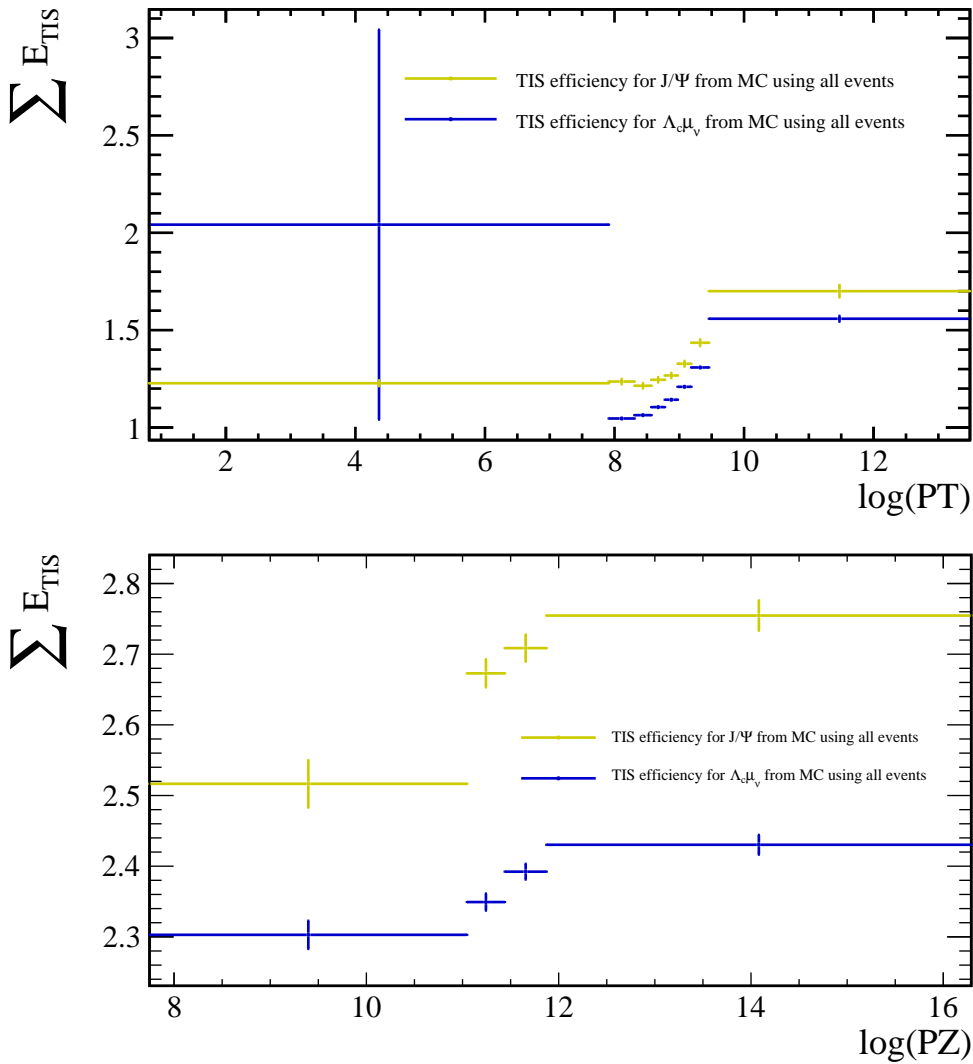 ∑ E_TIS
3
2.5
2
1.5
1
TIS efficiency for J/Ψ from MC using all events
TIS efficiency for Λ_cμ_ν from MC using all events
2 4 6 8 10 12
log(PT)
∑ E_TIS
2.8
2.7
2.6
2.5
2.4
2.3
TIS efficiency for J/Ψ from MC using all events
TIS efficiency for Λ_cμ_ν from MC using all events
8 10 12 14 16
log(PZ)